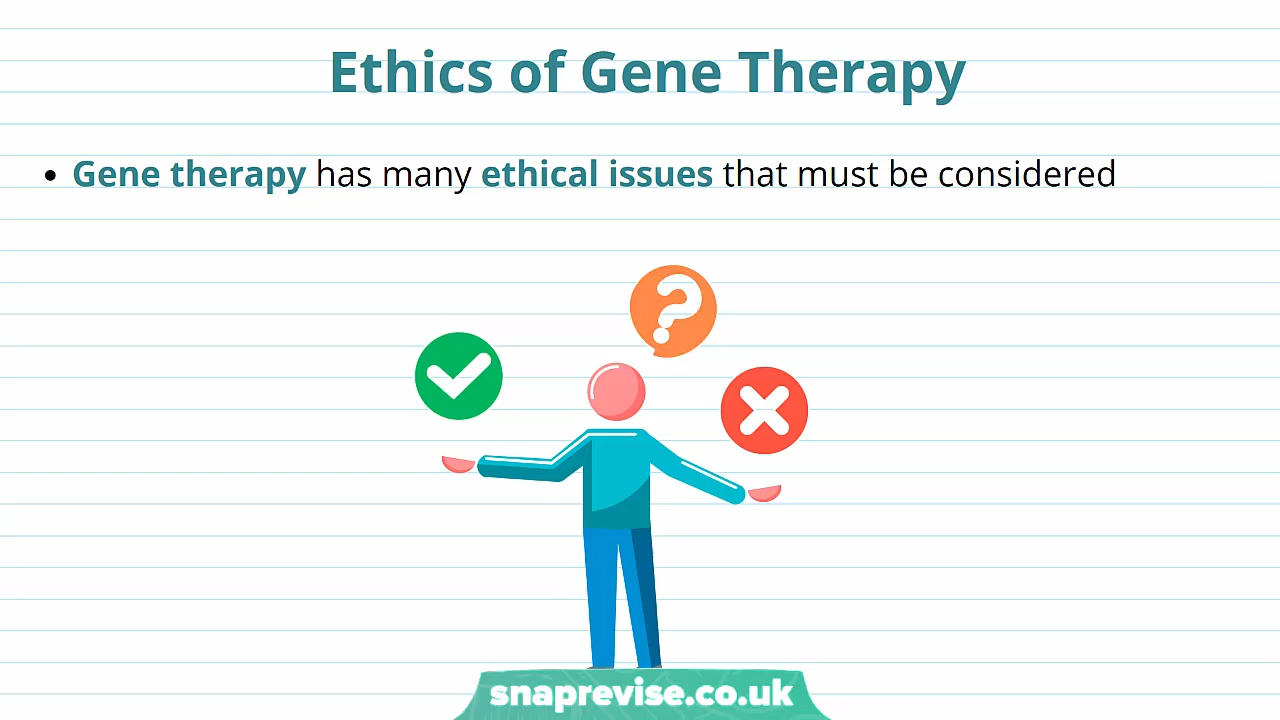 Ethics of Gene Therapy
• Gene therapy has many ethical issues that must be considered
?
snaprevise.co.uk